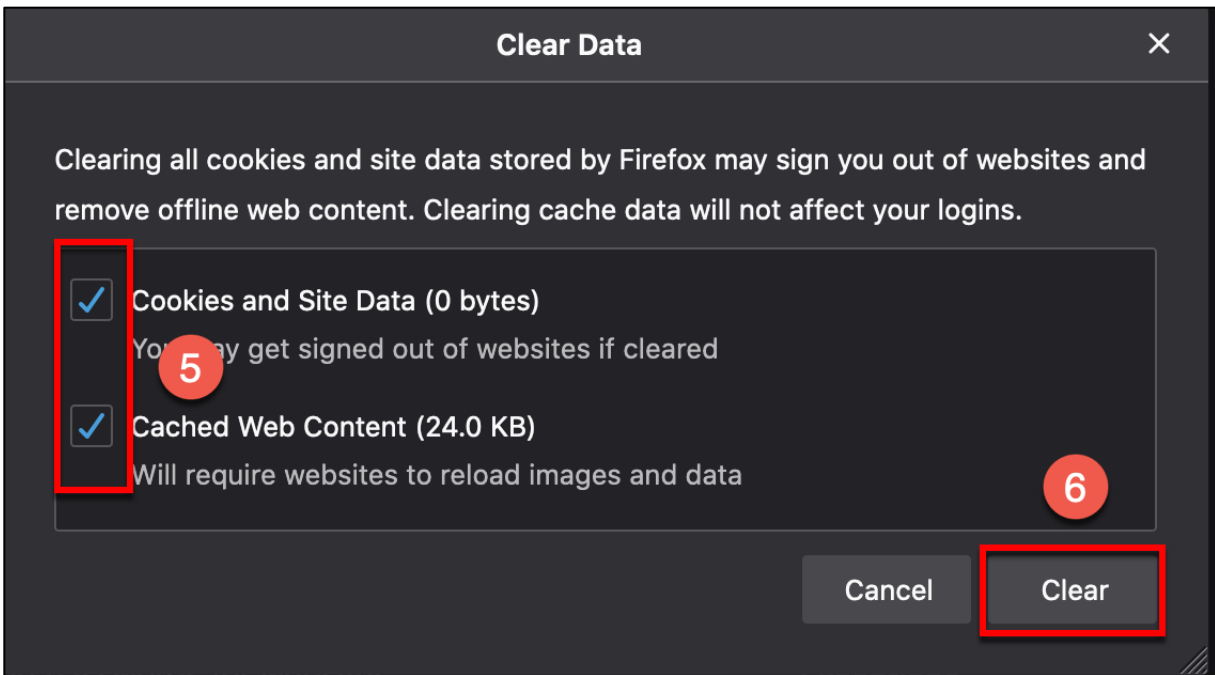 Clear Data
Clearing all cookies and site data stored by Firefox may sign you out of websites and
remove offline web content. Clearing cache data will not affect your logins.
Cookies and Site Data (0 bytes)
You may get signed out of websites if cleared
5
Cached Web Content (24.0 KB)
Will require websites to reload images and data
6
Cancel
Clear